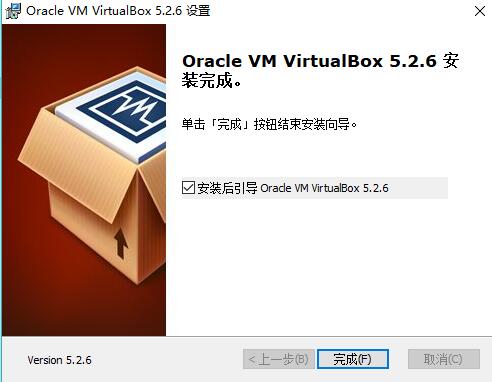 Oracle VM VirtualBox 5.2.6 设置
Oracle VM VirtualBox 5.2.6 安
装完成。
单击「完成」按钮结束安装向导。
安装后引导 Oracle VM VirtualBox 5.2.6
Version 5.2.6
< 上一步(B)
完成(F)
取消(C)